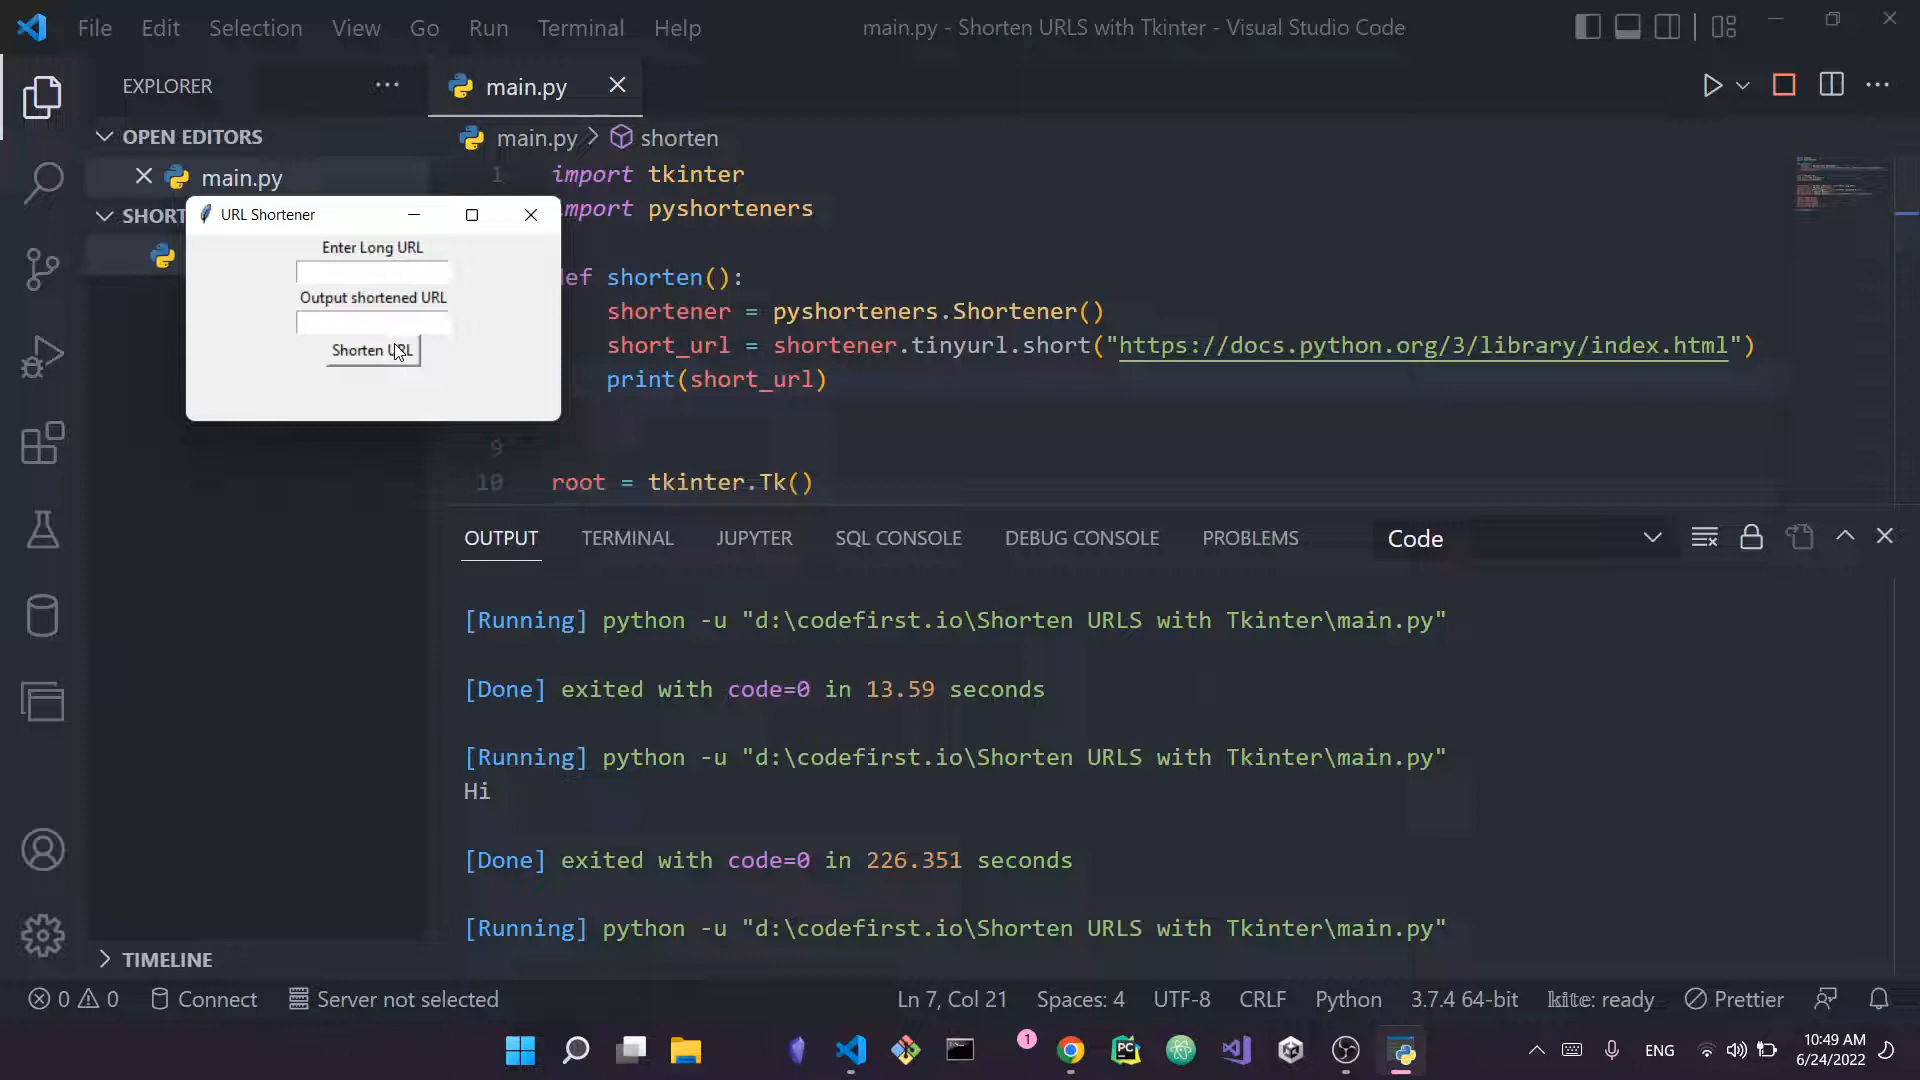 File Edit Selection View Go Run Terminal Help
main.py - Shorten URLS with Tkinter - Visual Studio Code
EXPLORER
OPEN EDITORS
main.py
SHORT
URL Shortener
Enter Long URL
Output shortened URL
Shorten URL
TIMELINE
main.py
main.py > shorten
1 import tkinter
import pyshorteners
def shorten():
shortener = pyshorteners.Shortener()
short_url = shortener.tinyurl.short("https://docs.python.org/3/library/index.html")
print(short_url)
9
10 root = tkinter.Tk()
OUTPUT TERMINAL JUPYTER SQL CONSOLE DEBUG CONSOLE PROBLEMS Code
[Running] python -u "d:\codefirst.io\Shorten URLS with Tkinter\main.py"
[Done] exited with code=0 in 13.59 seconds
[Running] python -u "d:\codefirst.io\Shorten URLS with Tkinter\main.py"
Hi
[Done] exited with code=0 in 226.351 seconds
[Running] python -u "d:\codefirst.io\Shorten URLS with Tkinter\main.py"
0 0 Connect Server not selected Ln 7, Col 21 Spaces: 4 UTF-8 CRLF Python 3.7.4 64-bit kite: ready Prettier
1 PC ENG 10:49 AM
6/24/2022